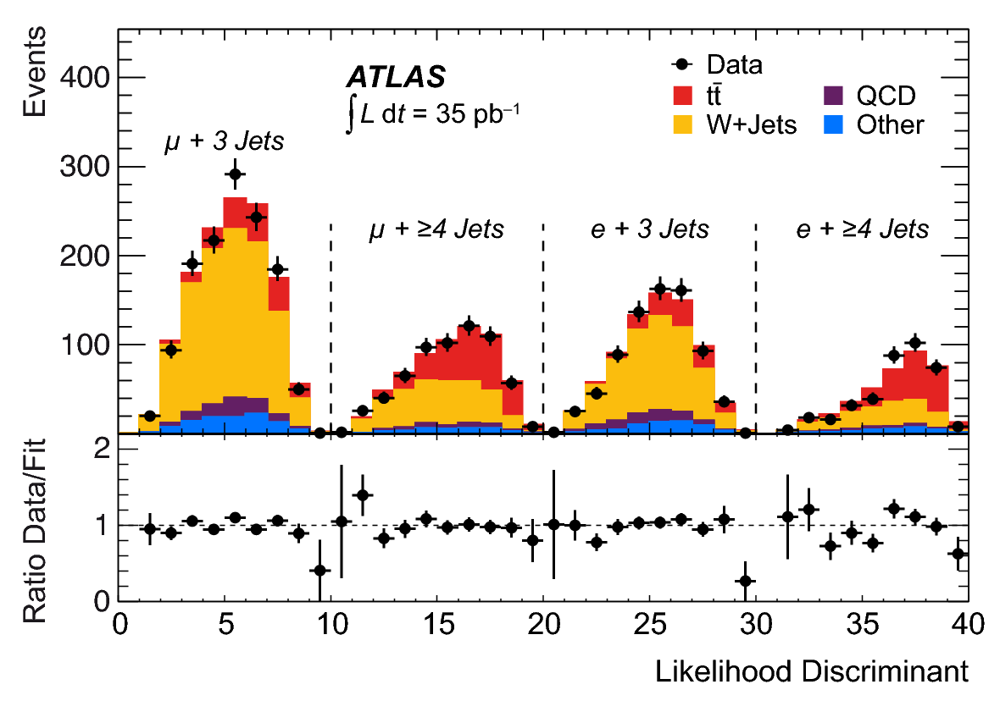 Events
400
300
200
100
ATLAS
∫L dt = 35 pb⁻¹
Data
tt̄
W+Jets
QCD
Other
μ + 3 Jets
μ + ≥4 Jets
e + 3 Jets
e + ≥4 Jets
Ratio Data/Fit
2
1
0
0 5 10 15 20 25 30 35 40
Likelihood Discriminant